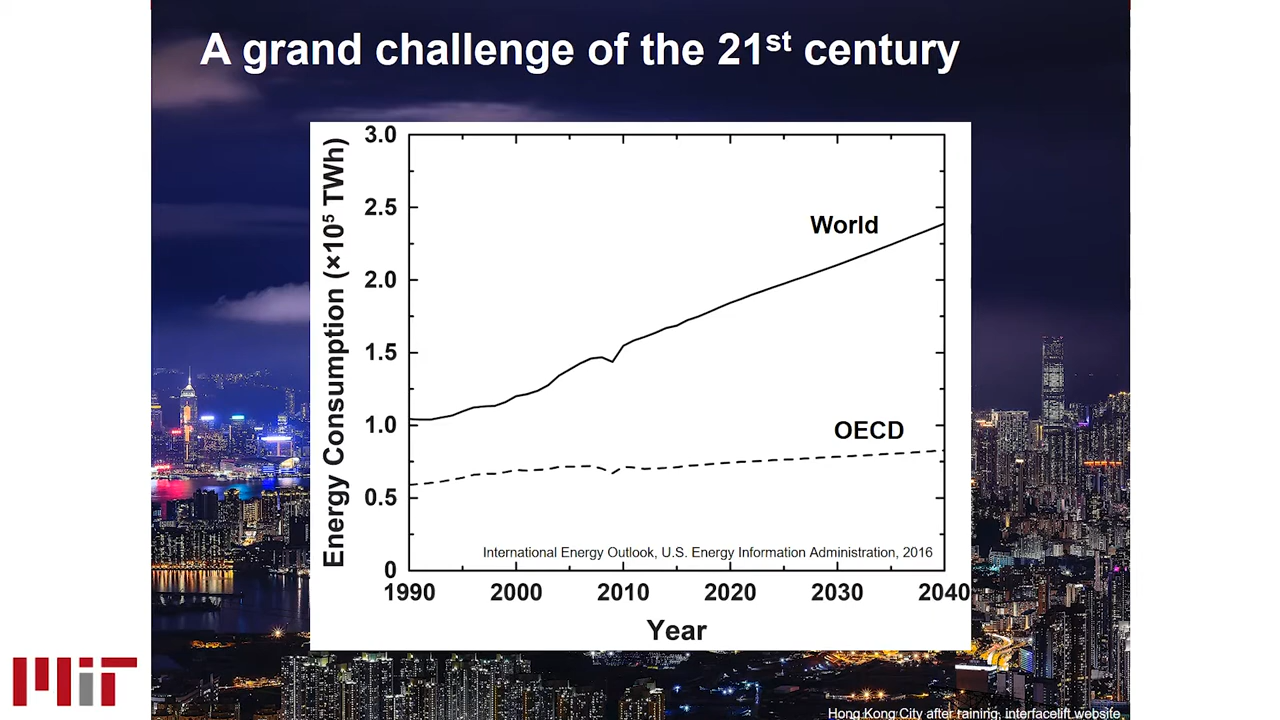 A grand challenge of the 21st century
Energy Consumption (×10⁵ TWh)
3.0
2.5
2.0
1.5
1.0
0.5
0
World
OECD
International Energy Outlook, U.S. Energy Information Administration, 2016
1990 2000 2010 2020 2030 2040
Year
MIT
Hong Kong City after raining, interfacelift website